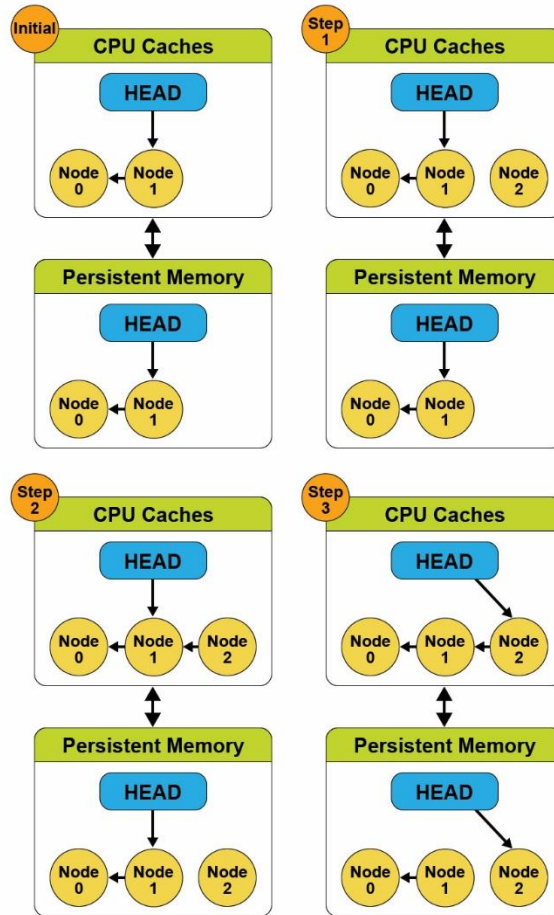 Initial
CPU Caches
HEAD
Node
0
Node
1
Persistent Memory
HEAD
Node
0
Node
1
Step
1
CPU Caches
HEAD
Node
0
Node
1
Node
2
Persistent Memory
HEAD
Node
0
Node
1
Step
2
CPU Caches
HEAD
Node
0
Node
1
Node
2
Persistent Memory
HEAD
Node
0
Node
1
Node
2
Step
3
CPU Caches
HEAD
Node
0
Node
1
Node
2
Persistent Memory
HEAD
Node
0
Node
1
Node
2